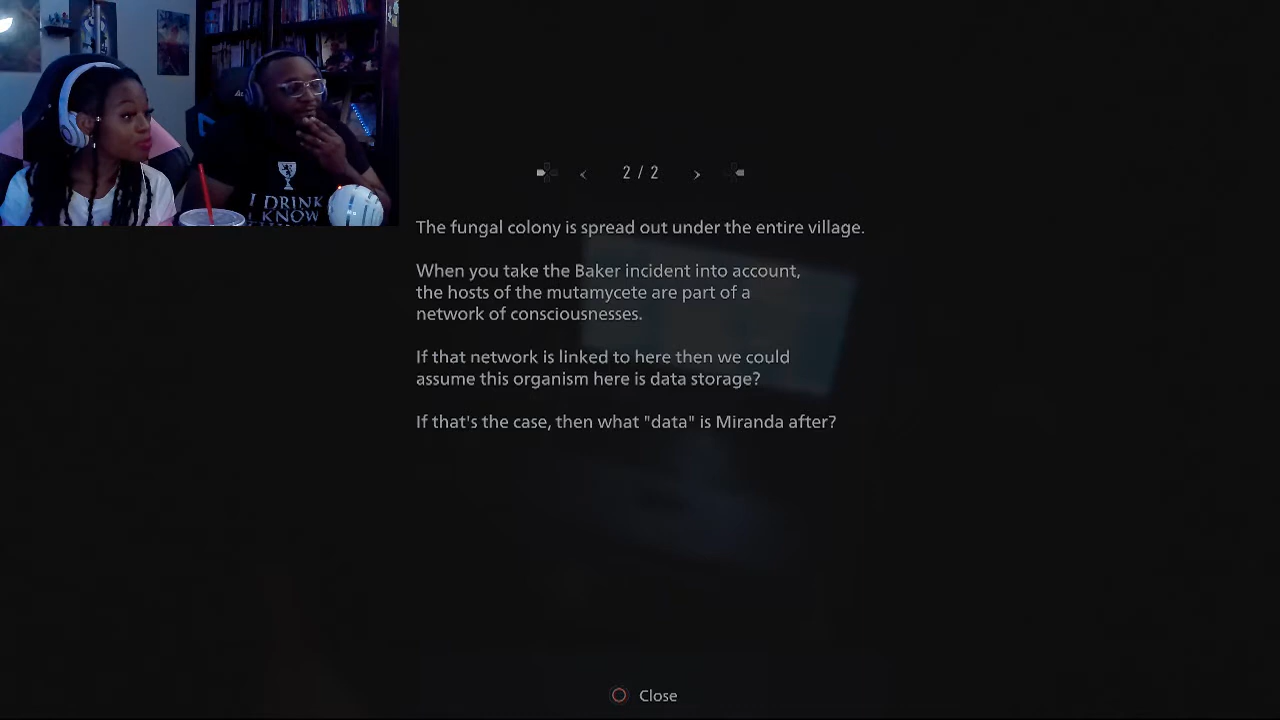 I DRINK
I KNOW
2 / 2
The fungal colony is spread out under the entire village.
When you take the Baker incident into account,
the hosts of the mutamycete are part of a
network of consciousnesses.
If that network is linked to here then we could
assume this organism here is data storage?
If that's the case, then what "data" is Miranda after?
Close